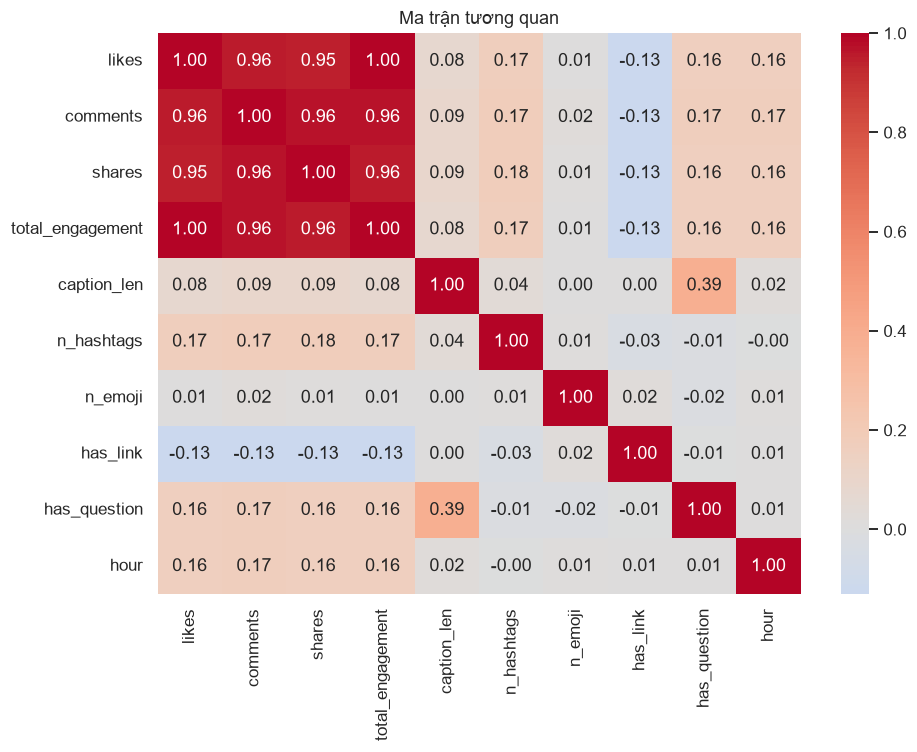 Ma trận tương quan
likes 1.00 0.96 0.95 1.00 0.08 0.17 0.01 -0.13 0.16 0.16
comments 0.96 1.00 0.96 0.96 0.09 0.17 0.02 -0.13 0.17 0.17
shares 0.95 0.96 1.00 0.96 0.09 0.18 0.01 -0.13 0.16 0.16
total_engagement 1.00 0.96 0.96 1.00 0.08 0.17 0.01 -0.13 0.16 0.16
caption_len 0.08 0.09 0.09 0.08 1.00 0.04 0.00 0.00 0.39 0.02
n_hashtags 0.17 0.17 0.18 0.17 0.04 1.00 0.01 -0.03 -0.01 -0.00
n_emoji 0.01 0.02 0.01 0.01 0.00 0.01 1.00 0.02 -0.02 0.01
has_link -0.13 -0.13 -0.13 -0.13 0.00 -0.03 0.02 1.00 -0.01 0.01
has_question 0.16 0.17 0.16 0.16 0.39 -0.01 -0.02 -0.01 1.00 0.01
hour 0.16 0.17 0.16 0.16 0.02 -0.00 0.01 0.01 0.01 1.00
likes
comments
shares
total_engagement
caption_len
n_hashtags
n_emoji
has_link
has_question
hour
1.0
0.8
0.6
0.4
0.2
0.0